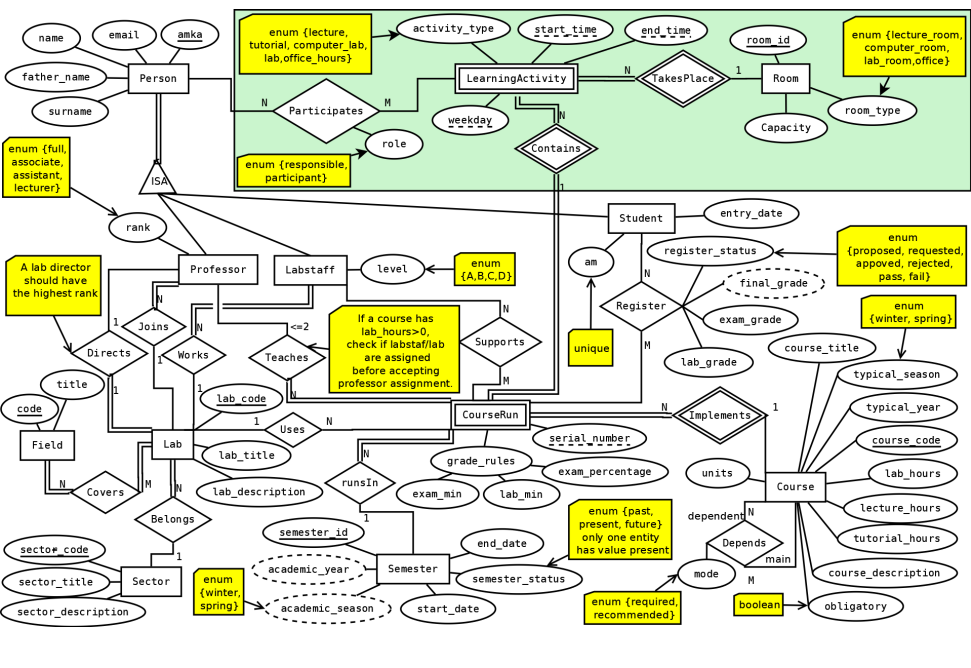 name
email
amka
father_name
surname
Person
enum {lecture,
tutorial, computer_lab,
lab,office_hours}
activity_type
start_time
end_time
room_id
enum {lecture_room,
computer_room,
lab_room,office}
LearningActivity
N
TakesPlace
1
Room
N
Participates
M
weekday
room_type
Capacity
role
enum {responsible,
participant}
N
Contains
1
enum {full,
associate,
assistant,
lecturer}
ISA
rank
Student
entry_date
am
register_status
enum
{proposed, requested,
appoved, rejected,
pass, fail}
A lab director
should have
the highest rank
Professor
Labstaff
level
enum
{A,B,C,D}
N
final_grade
Register
exam_grade
M
lab_grade
unique
enum
{winter, spring}
1
N
Joins
N
Works
<=2
Teaches
N
If a course has
lab_hours>0,
check if labstaf/lab
are assigned
before accepting
professor assignment.
N
Supports
M
Directs
1
1
1
course_title
typical_season
typical_year
course_code
lab_hours
lecture_hours
tutorial_hours
course_description
obligatory
title
code
Field
lab_code
1
Uses
N
CourseRun
N
Implements
1
Lab
lab_title
lab_description
serial_number
grade_rules
exam_percentage
exam_min
lab_min
units
Course
N
Covers
M
N
Belongs
1
N
runsIn
1
dependent
N
Depends
main
M
mode
enum {required,
recommended}
boolean
sector_code
sector_title
sector_description
Sector
semester_id
academic_year
academic_season
enum
{winter,
spring}
Semester
end_date
semester_status
start_date
enum {past,
present, future}
only one entity
has value present